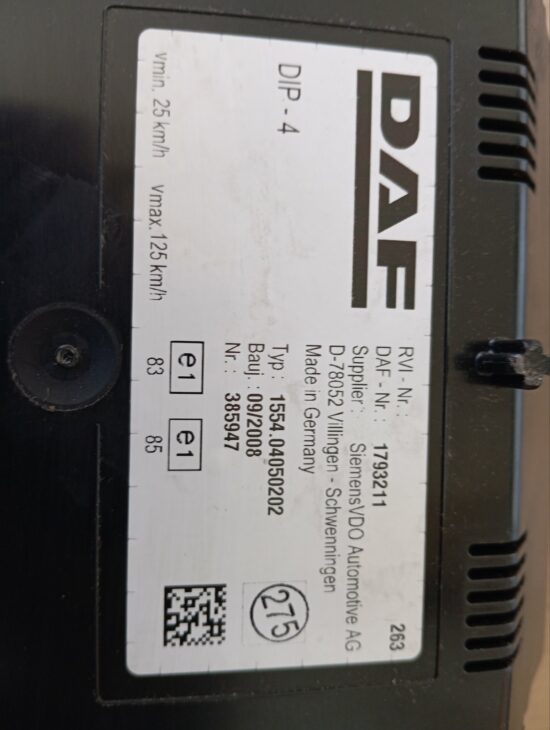 DAF
263
RVI - Nr. :
DAF - Nr. : 1793211
Supplier : SiemensVDO Automotive AG
D-78052 Villingen - Schwenningen
Made in Germany
DIP - 4
Typ : 1554.04050202
Bauj. : 09/2008
Nr. : 385947
275
e1 e1
83 85
vmin. 25 km/h vmax. 125 km/h